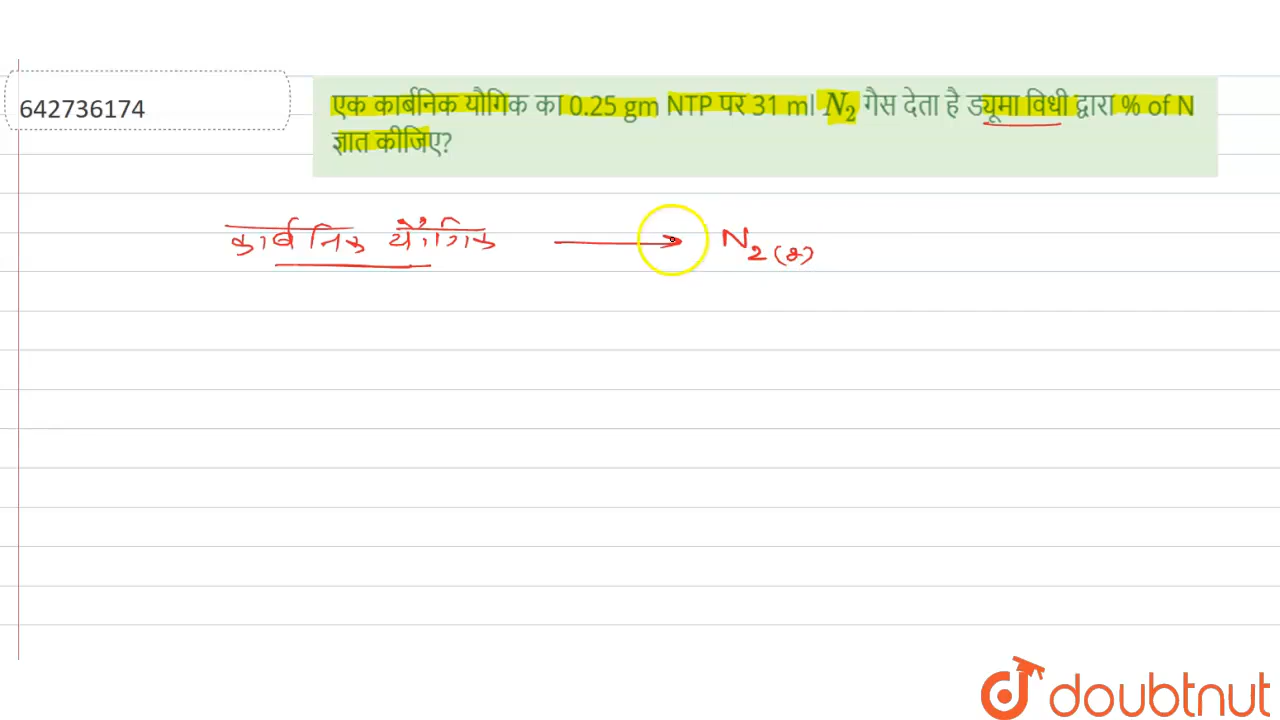 642736174
एक कार्बनिक यौगिक का 0.25 gm NTP पर 31 ml N₂ गैस देता है ड्यूमा विधी द्वारा % of N
ज्ञात कीजिए?
कार्बनिक यौगिक ⟶ N₂(g)
doubtnut